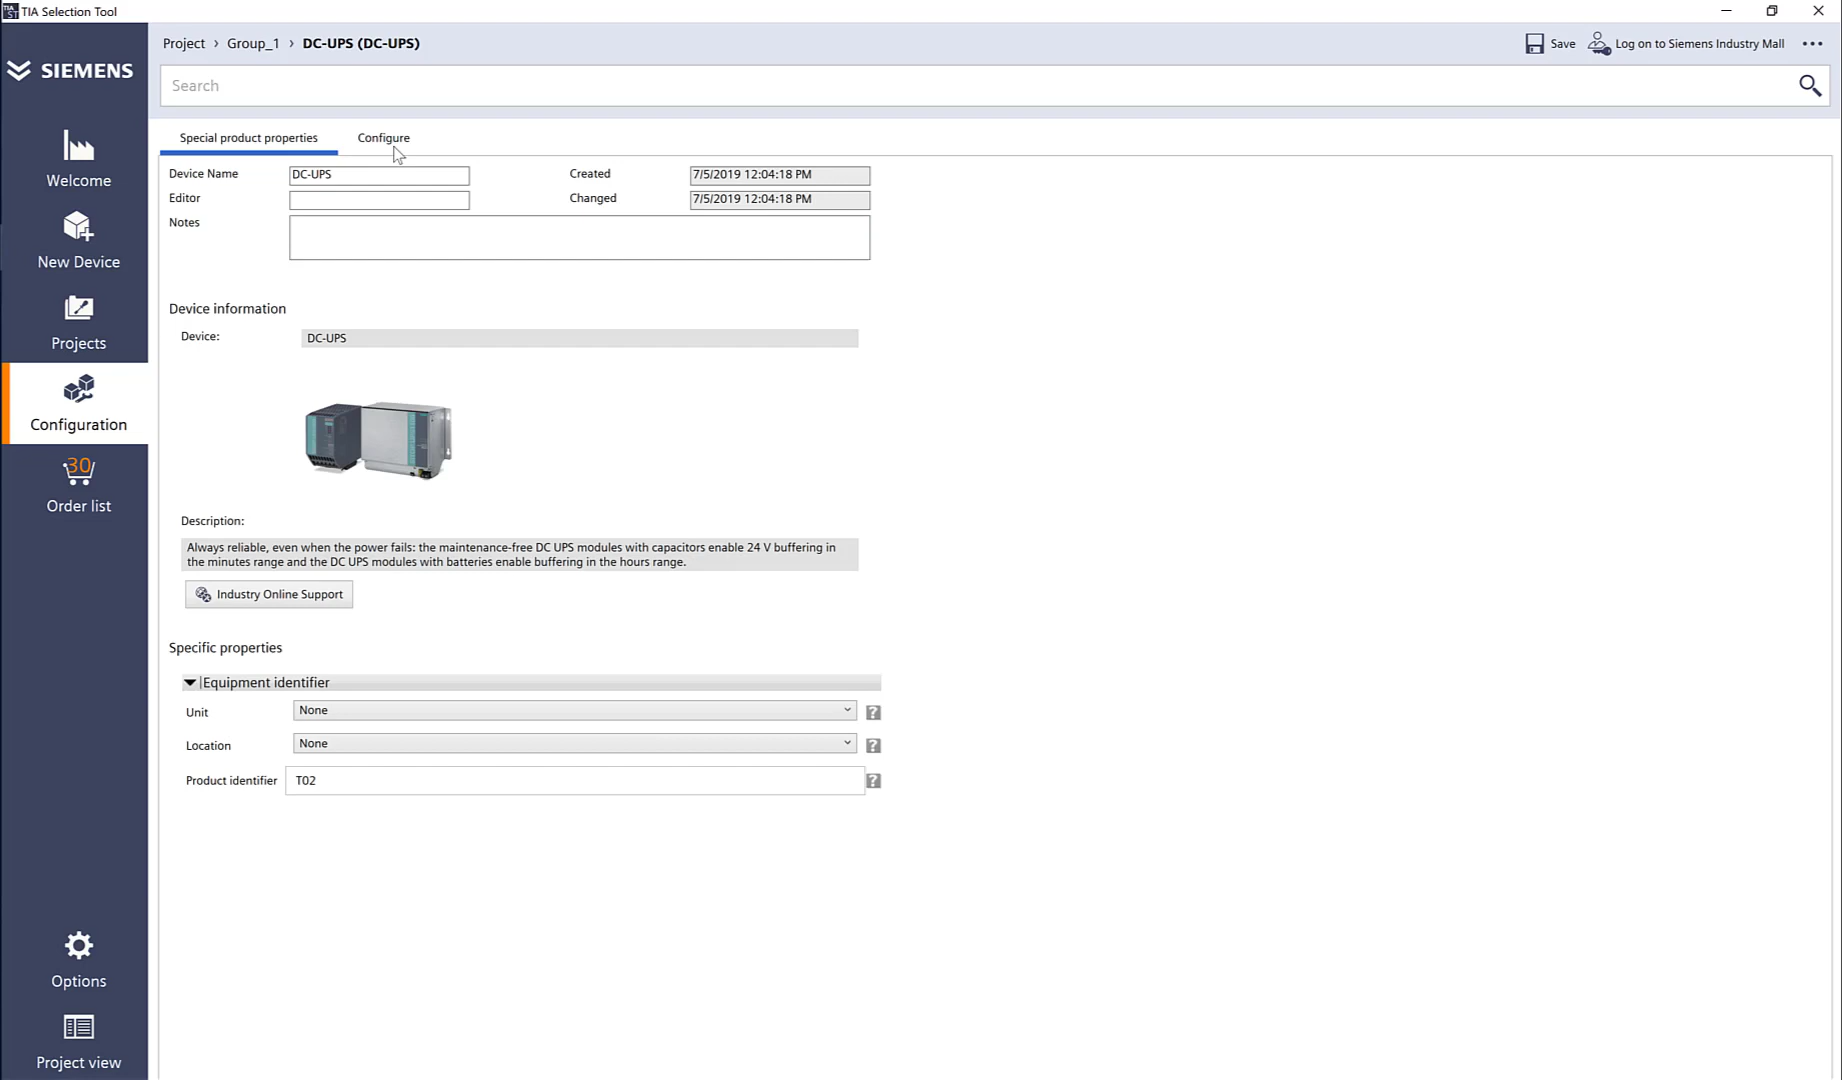 TIA Selection Tool
Project › Group_1 › DC-UPS (DC-UPS)
Save
Log on to Siemens Industry Mall
SIEMENS
Search
Special product properties
Configure
Device Name
DC-UPS
Created
7/5/2019 12:04:18 PM
Editor
Changed
7/5/2019 12:04:18 PM
Notes
Welcome
New Device
Projects
Configuration
30
Order list
Options
Project view
Device information
Device:
DC-UPS
Description:
Always reliable, even when the power fails: the maintenance-free DC UPS modules with capacitors enable 24 V buffering in
the minutes range and the DC UPS modules with batteries enable buffering in the hours range.
Industry Online Support
Specific properties
Equipment identifier
Unit
None
?
Location
None
?
Product identifier
T02
?